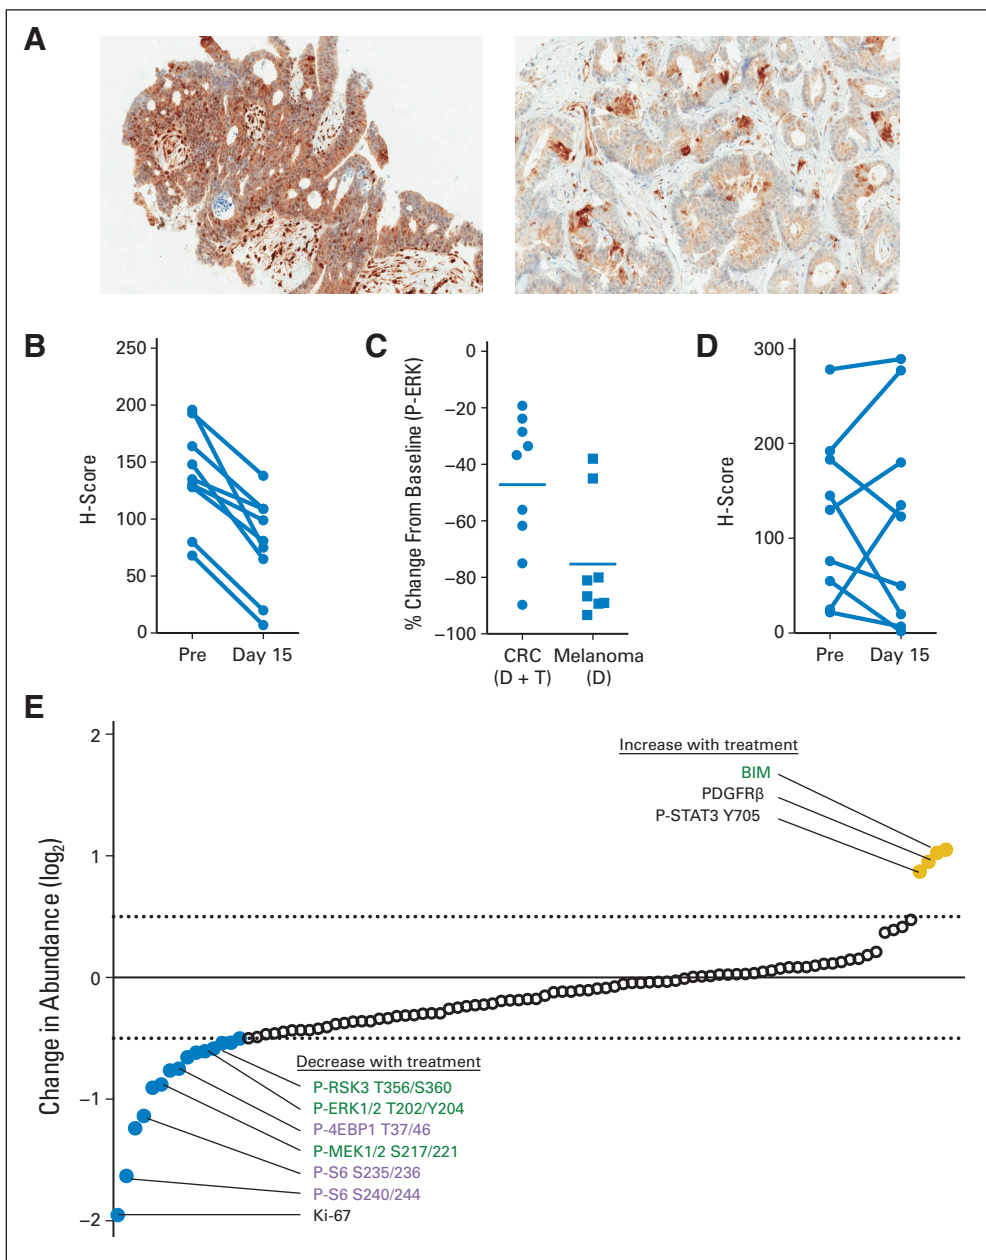 A
B
H-Score
250
200
150
100
50
0
Pre
Day 15
C
% Change From Baseline (P-ERK)
0
–20
–40
–60
–80
–100
CRC
(D + T)
Melanoma
(D)
D
H-Score
300
200
100
0
Pre
Day 15
E
Change in Abundance (log2)
2
1
0
–1
–2
Increase with treatment
BIM
PDGFRβ
P-STAT3 Y705
Decrease with treatment
P-RSK3 T356/S360
P-ERK1/2 T202/Y204
P-4EBP1 T37/46
P-MEK1/2 S217/221
P-S6 S235/236
P-S6 S240/244
Ki-67